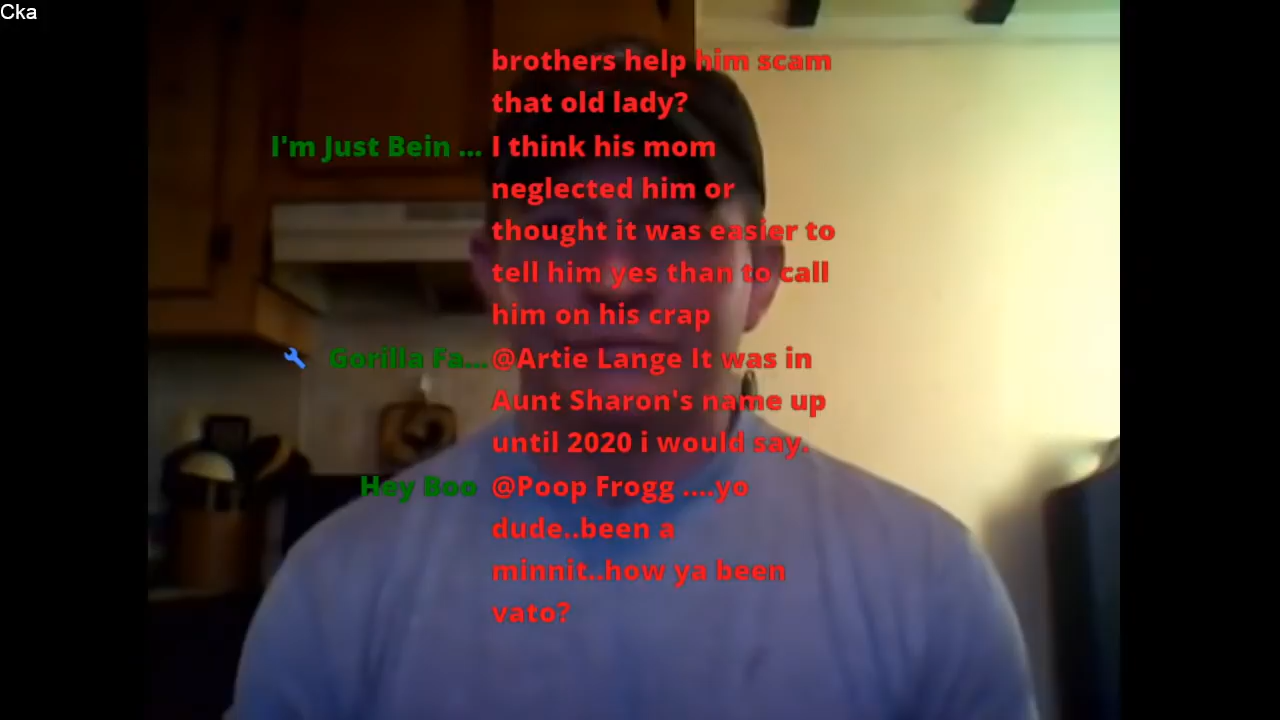 Cka
brothers help him scam
that old lady?
I'm Just Bein ... I think his mom
neglected him or
thought it was easier to
tell him yes than to call
him on his crap
Gorilla Fa... @Artie Lange It was in
Aunt Sharon's name up
until 2020 i would say.
Hey Boo @Poop Frogg ....yo
dude..been a
minnit..how ya been
vato?